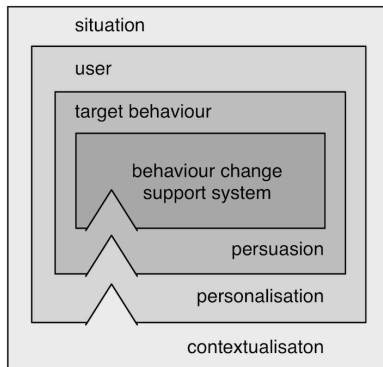 situation
user
target behaviour
behaviour change
support system
persuasion
personalisation
contextualisaton